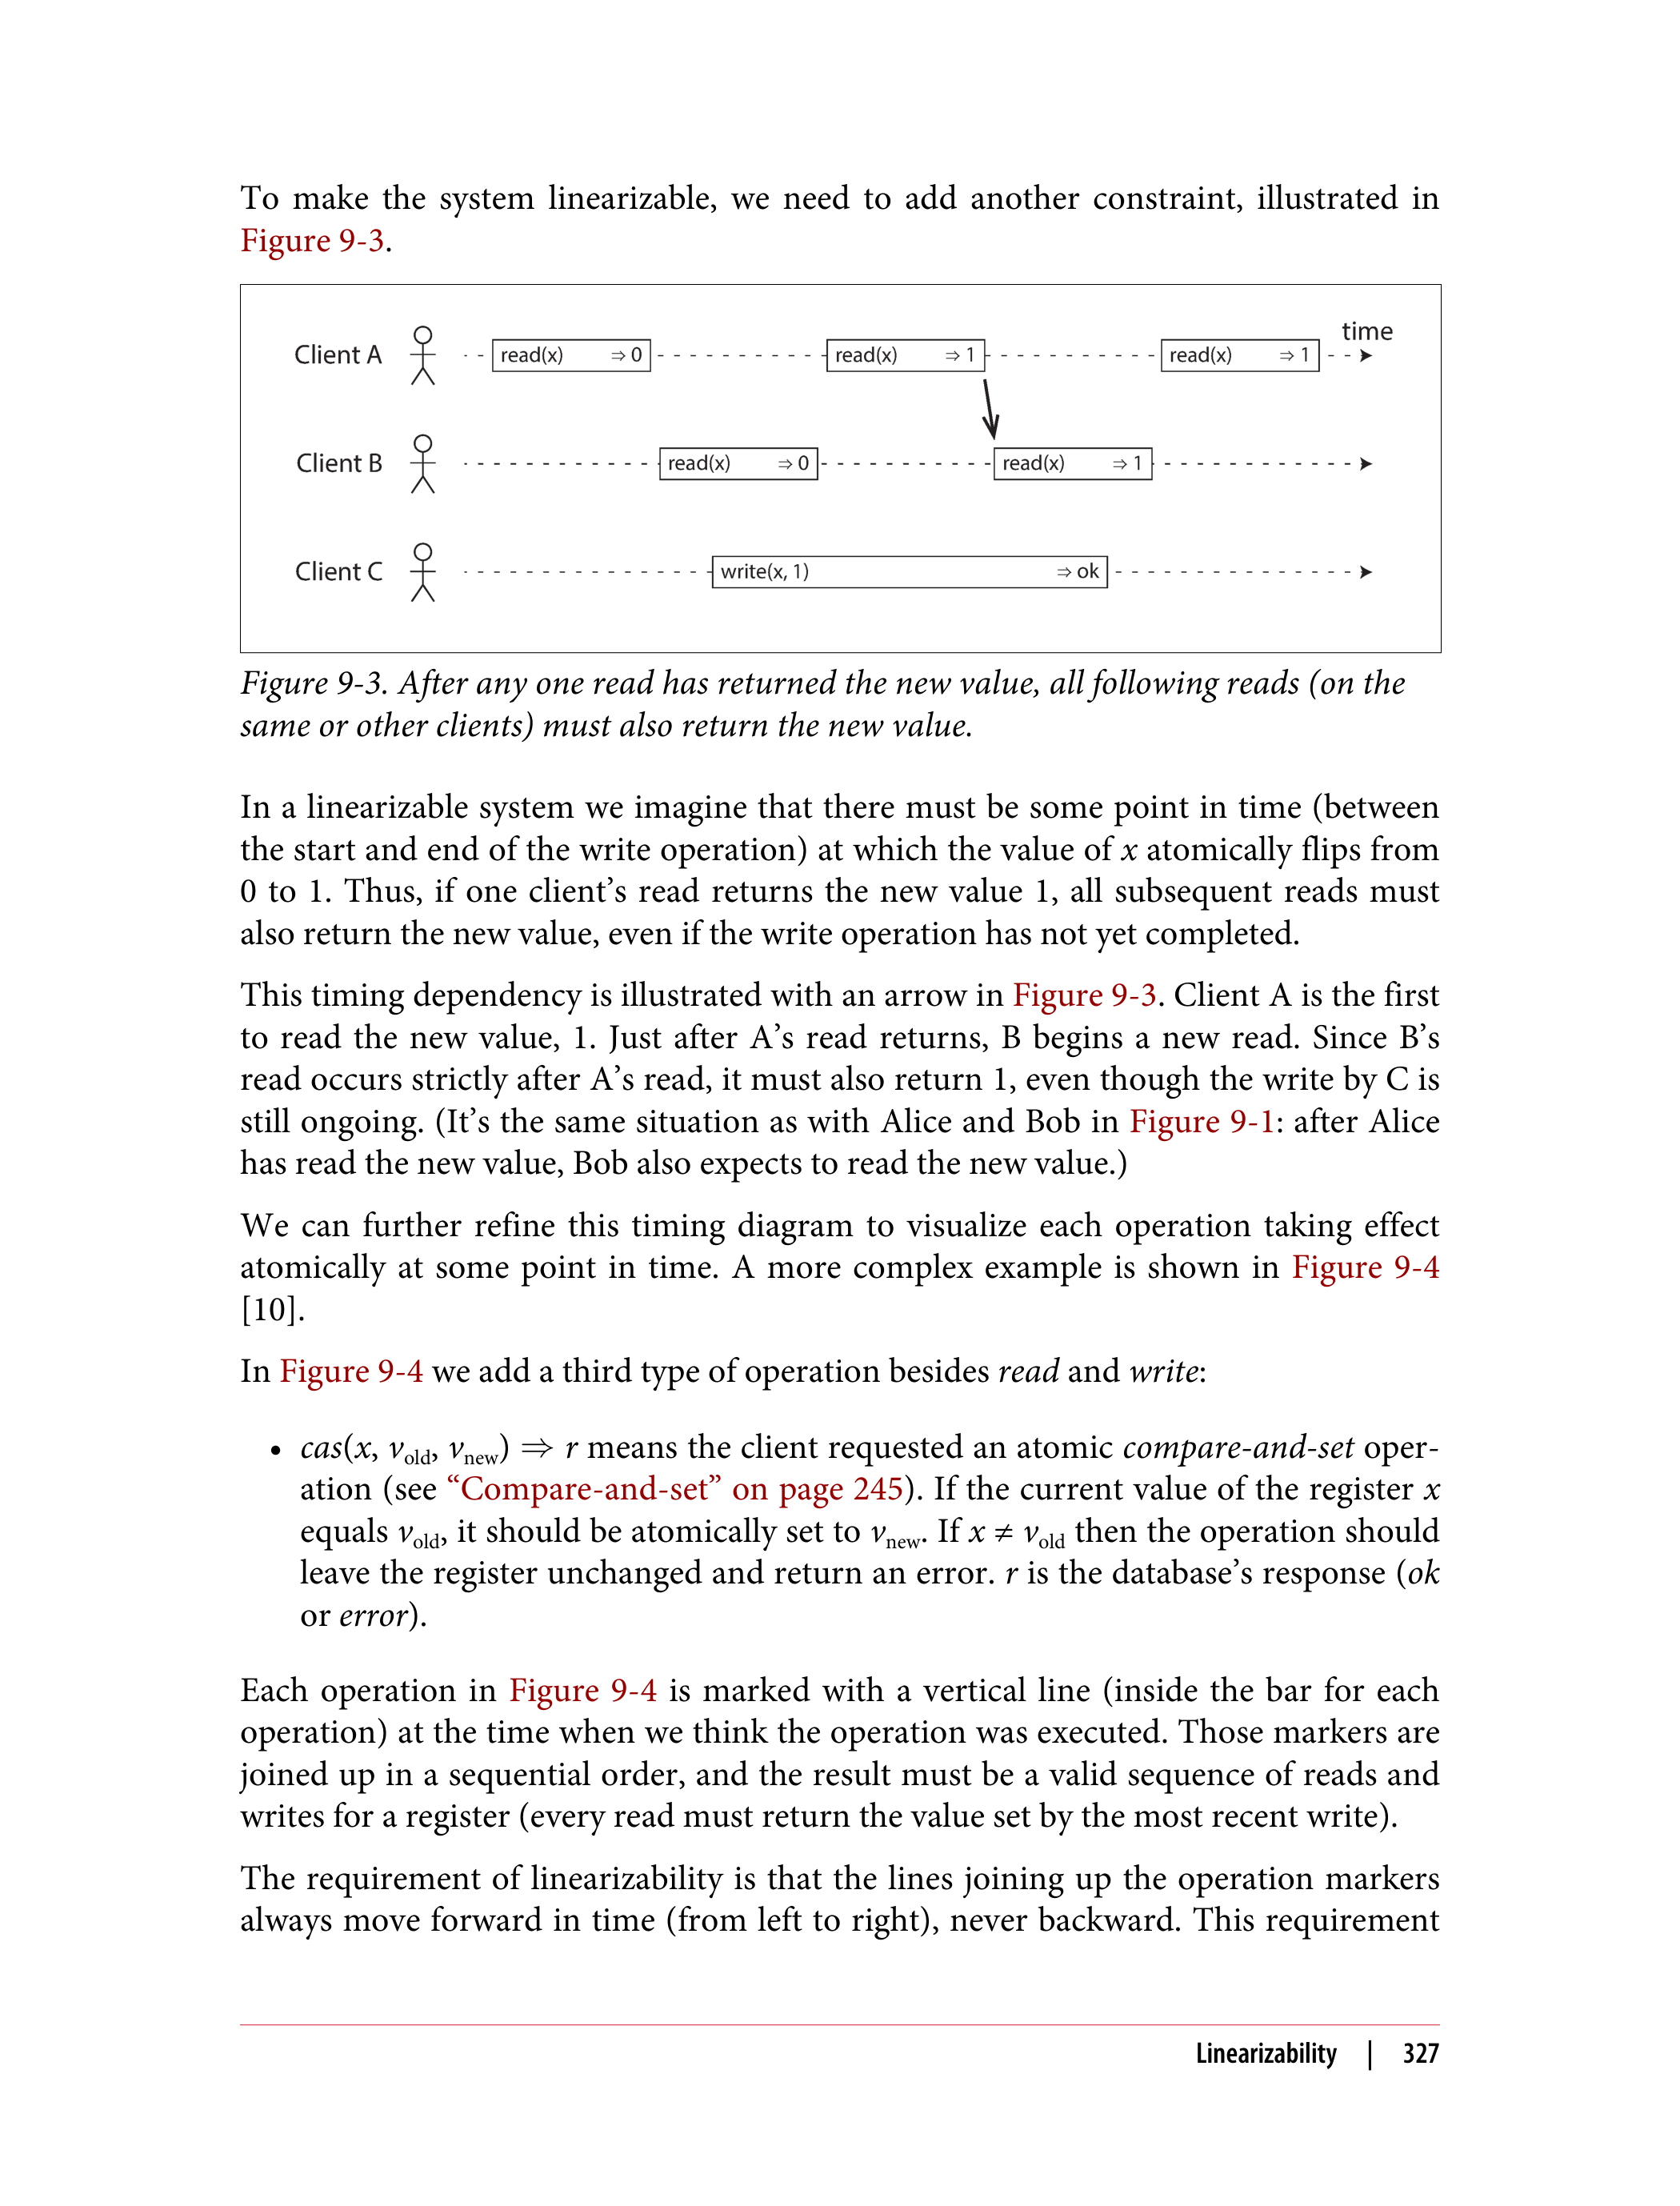 To make the system linearizable, we need to add another constraint, illustrated in
Figure 9-3.
time
Client A read(x) ⇒ 0 read(x) ⇒ 1 read(x) ⇒ 1
Client B read(x) ⇒ 0 read(x) ⇒ 1
Client C write(x, 1) ⇒ ok
Figure 9-3. After any one read has returned the new value, all following reads (on the
same or other clients) must also return the new value.
In a linearizable system we imagine that there must be some point in time (between
the start and end of the write operation) at which the value of x atomically flips from
0 to 1. Thus, if one client’s read returns the new value 1, all subsequent reads must
also return the new value, even if the write operation has not yet completed.
This timing dependency is illustrated with an arrow in Figure 9-3. Client A is the first
to read the new value, 1. Just after A’s read returns, B begins a new read. Since B’s
read occurs strictly after A’s read, it must also return 1, even though the write by C is
still ongoing. (It’s the same situation as with Alice and Bob in Figure 9-1: after Alice
has read the new value, Bob also expects to read the new value.)
We can further refine this timing diagram to visualize each operation taking effect
atomically at some point in time. A more complex example is shown in Figure 9-4
[10].
In Figure 9-4 we add a third type of operation besides read and write:
• cas(x, vold, vnew) ⇒ r means the client requested an atomic compare-and-set oper-
ation (see “Compare-and-set” on page 245). If the current value of the register x
equals vold, it should be atomically set to vnew. If x ≠ vold then the operation should
leave the register unchanged and return an error. r is the database’s response (ok
or error).
Each operation in Figure 9-4 is marked with a vertical line (inside the bar for each
operation) at the time when we think the operation was executed. Those markers are
joined up in a sequential order, and the result must be a valid sequence of reads and
writes for a register (every read must return the value set by the most recent write).
The requirement of linearizability is that the lines joining up the operation markers
always move forward in time (from left to right), never backward. This requirement
Linearizability | 327